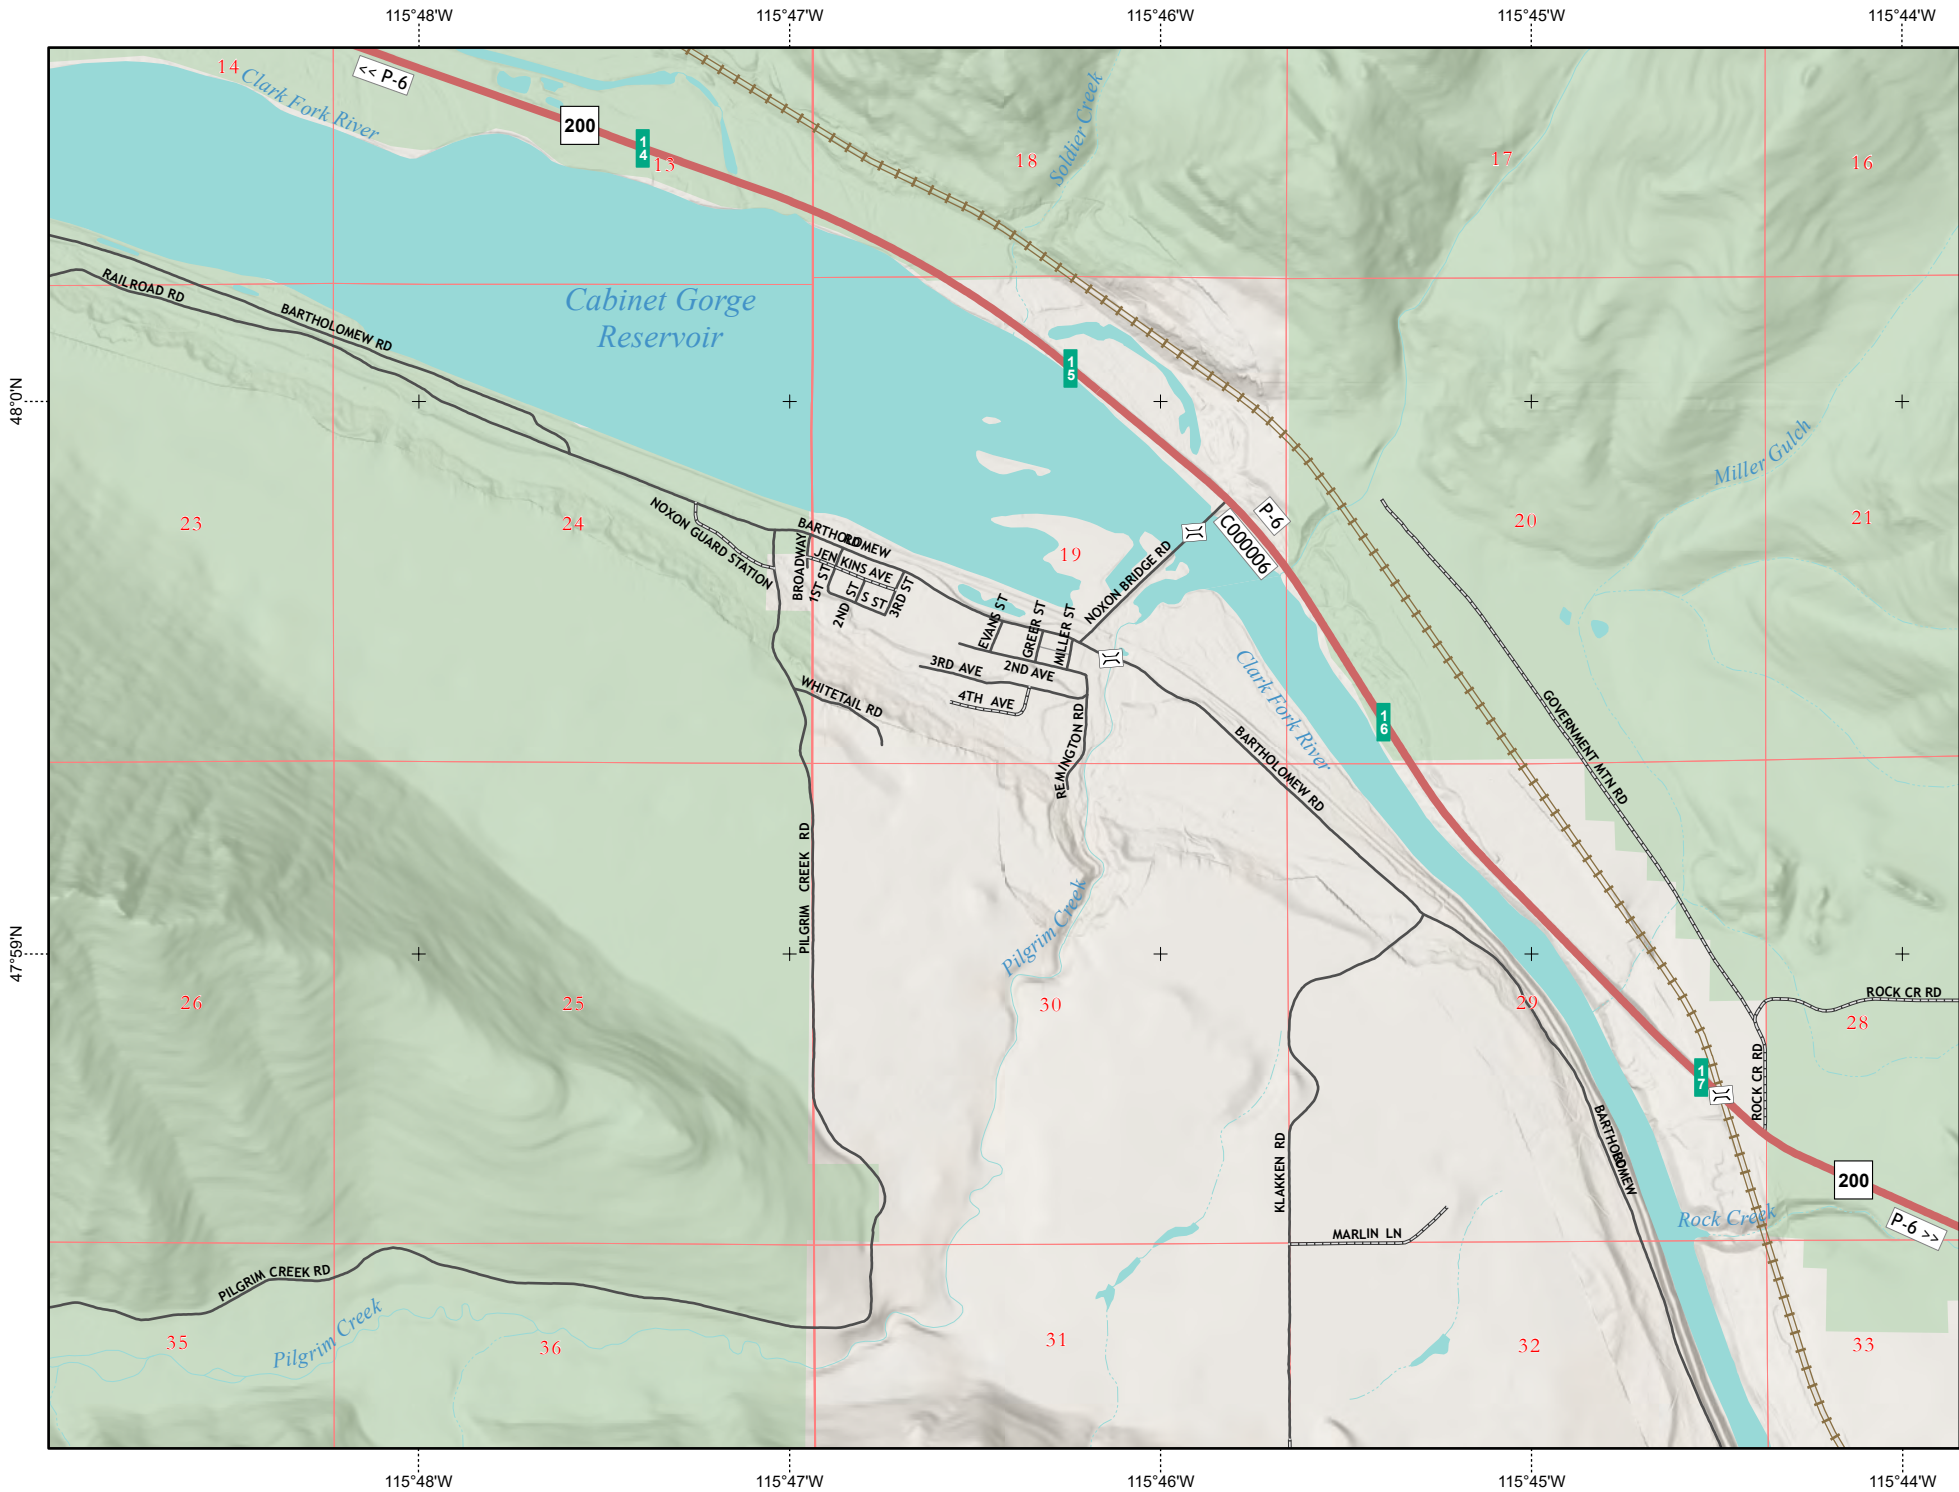 115°48'W
115°47'W
115°46'W
115°45'W
115°44'W
14
Clark Fork River
<< P-6
200
14
13
Soldier Creek
18
17
16
RAILROAD RD
BARTHOLOMEW RD
Cabinet Gorge
Reservoir
15
48°0'N
Miller Gulch
23
24
NOXON GUARD STATION
BROADWAY
BARTHOLOMEW
RD
JEN KINS AVE
1ST ST
2ND ST
S ST
3RD ST
19
NOXON BRIDGE RD
P-6
C000006
20
21
EVANS ST
GREER ST
MILLER ST
3RD AVE
2ND AVE
4TH AVE
WHITETAIL RD
REMINGTON RD
Clark Fork River
16
BARTHOLOMEW RD
GOVERNMENT MTN RD
PILGRIM CREEK RD
Pilgrim Creek
47°59'N
26
25
30
29
ROCK CR RD
28
17
ROCK CR RD
KLAKKEN RD
BARTHOLOMEW
RD
MARLIN LN
200
Rock Creek
P-6 >>
PILGRIM CREEK RD
Pilgrim Creek
35
36
31
32
33
115°48'W
115°47'W
115°46'W
115°45'W
115°44'W